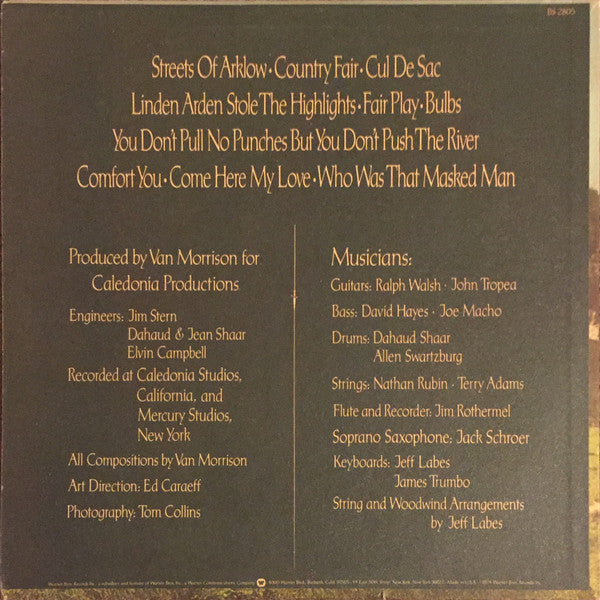 BS 2805
Streets Of Arklow · Country Fair · Cul De Sac
Linden Arden Stole The Highlights · Fair Play · Bulbs
You Don't Pull No Punches But You Don't Push The River
Comfort You · Come Here My Love · Who Was That Masked Man
Produced by Van Morrison for
Caledonia Productions
Engineers: Jim Stern
Dahaud & Jean Shaar
Elvin Campbell
Recorded at Caledonia Studios,
California, and
Mercury Studios,
New York
All Compositions by Van Morrison
Art Direction: Ed Caraeff
Photography: Tom Collins
Musicians:
Guitars: Ralph Walsh · John Tropea
Bass: David Hayes · Joe Macho
Drums: Dahaud Shaar
Allen Swartzburg
Strings: Nathan Rubin · Terry Adams
Flute and Recorder: Jim Rothermel
Soprano Saxophone: Jack Schroer
Keyboards: Jeff Labes
James Trumbo
String and Woodwind Arrangements
by Jeff Labes